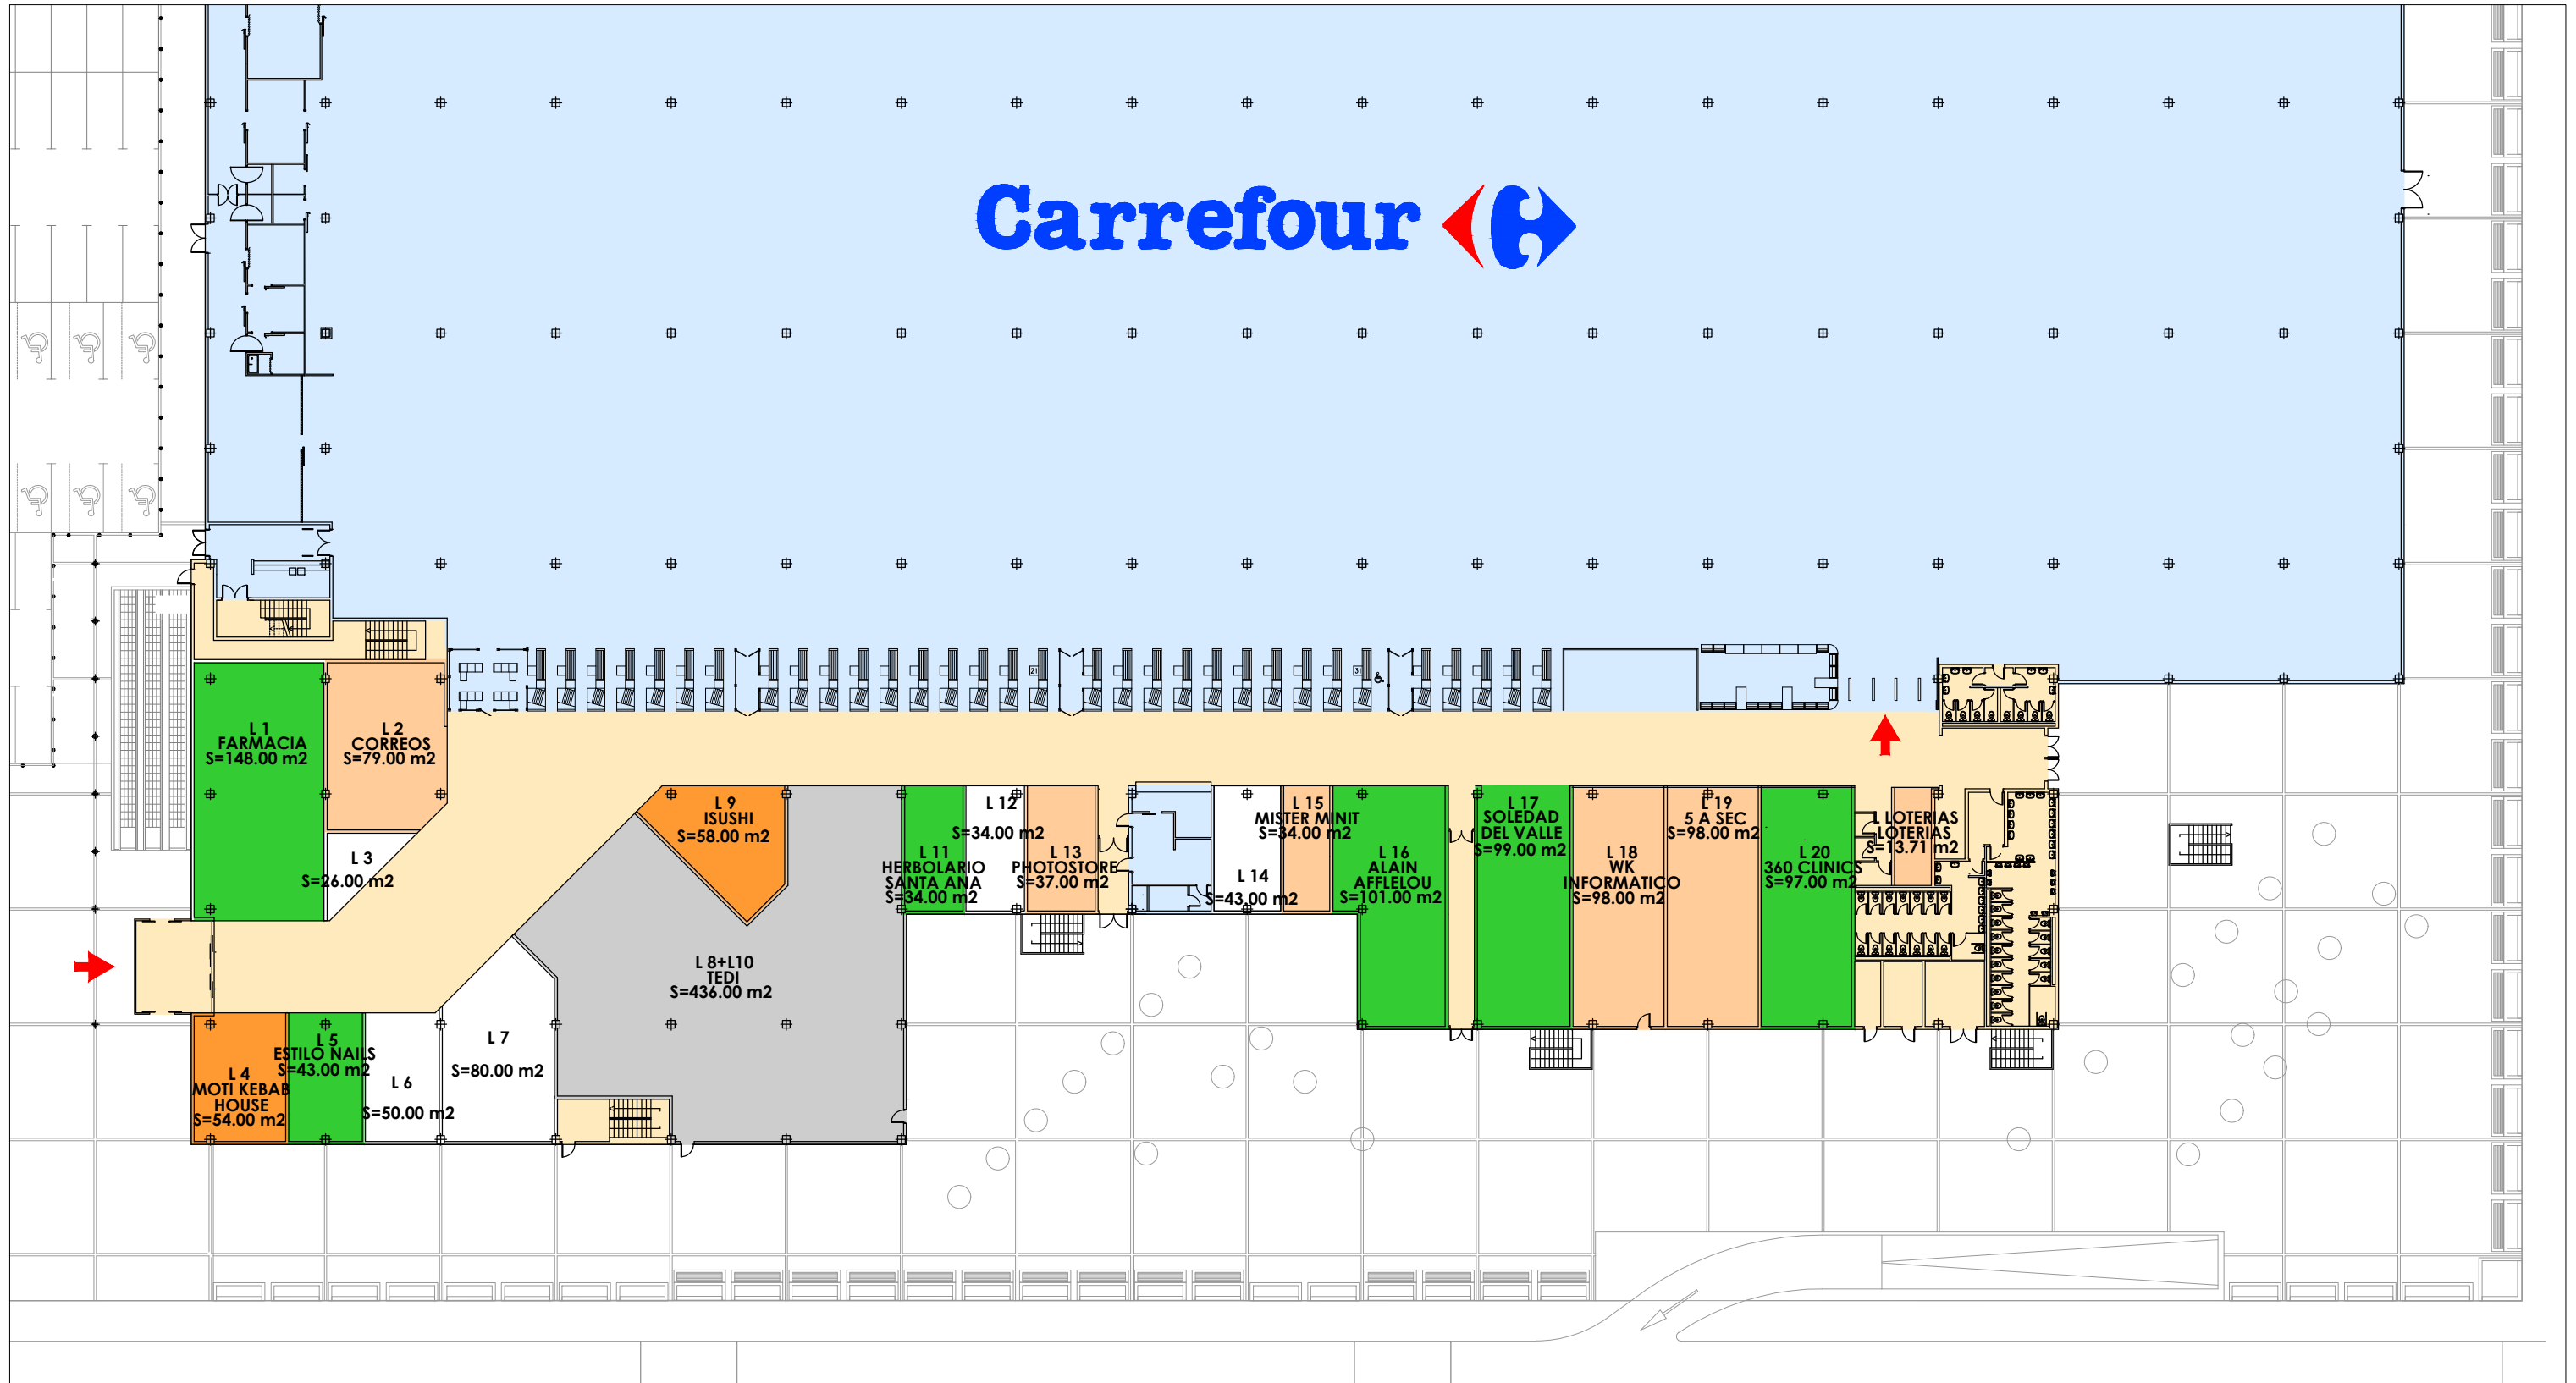 Carrefour
21
31
L 1
FARMACIA
S=148.00 m2
L 2
CORREOS
S=79.00 m2
L 3
S=26.00 m2
L 4
MOTI KEBAB
HOUSE
S=54.00 m2
L 5
ESTILO NAILS
S=43.00 m2
L 6
S=50.00 m2
L 7
S=80.00 m2
L 8+L10
TEDI
S=436.00 m2
L 9
ISUSHI
S=58.00 m2
L 11
HERBOLARIO
SANTA ANA
S=34.00 m2
L 12
S=34.00 m2
L 13
PHOTOSTORE
S=37.00 m2
L 14
S=43.00 m2
L 15
MISTER MINIT
S=34.00 m2
L 16
ALAIN
AFFLELOU
S=101.00 m2
L 17
SOLEDAD
DEL VALLE
S=99.00 m2
L 18
WK
INFORMATICO
S=98.00 m2
L 19
5 A SEC
S=98.00 m2
L 20
360 CLINICS
S=97.00 m2
L LOTERIAS
LOTERIAS
S=13.71 m2